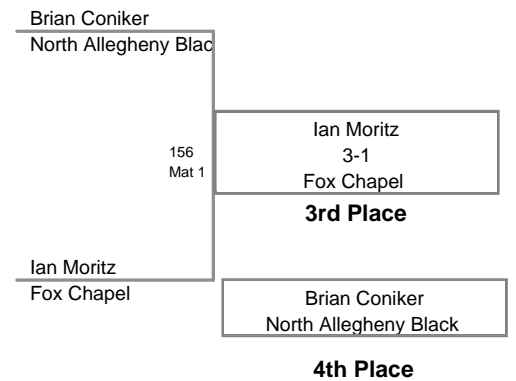 Brian Coniker
North Allegheny Blac
156
Mat 1
Ian Moritz
3-1
Fox Chapel
3rd Place
Ian Moritz
Fox Chapel
Brian Coniker
North Allegheny Black
4th Place